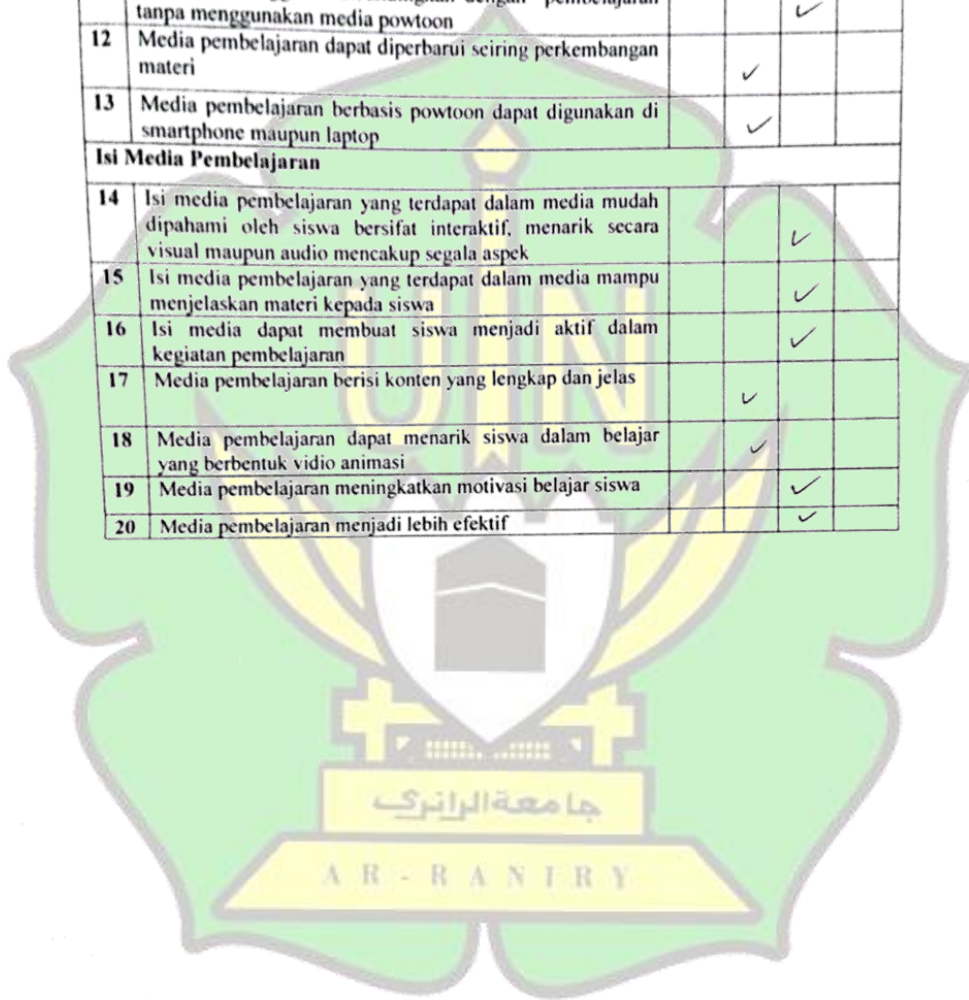 tanpa menggunakan media powtoon ✓
12 Media pembelajaran dapat diperbarui seiring perkembangan
materi ✓
13 Media pembelajaran berbasis powtoon dapat digunakan di
smartphone maupun laptop ✓
Isi Media Pembelajaran
14 Isi media pembelajaran yang terdapat dalam media mudah
dipahami oleh siswa bersifat interaktif, menarik secara
visual maupun audio mencakup segala aspek ✓
15 Isi media pembelajaran yang terdapat dalam media mampu
menjelaskan materi kepada siswa ✓
16 Isi media dapat membuat siswa menjadi aktif dalam
kegiatan pembelajaran ✓
17 Media pembelajaran berisi konten yang lengkap dan jelas ✓
18 Media pembelajaran dapat menarik siswa dalam belajar
yang berbentuk vidio animasi ✓
19 Media pembelajaran meningkatkan motivasi belajar siswa ✓
20 Media pembelajaran menjadi lebih efektif ✓
UIN
جامعة الرانري
AR-RANIRY